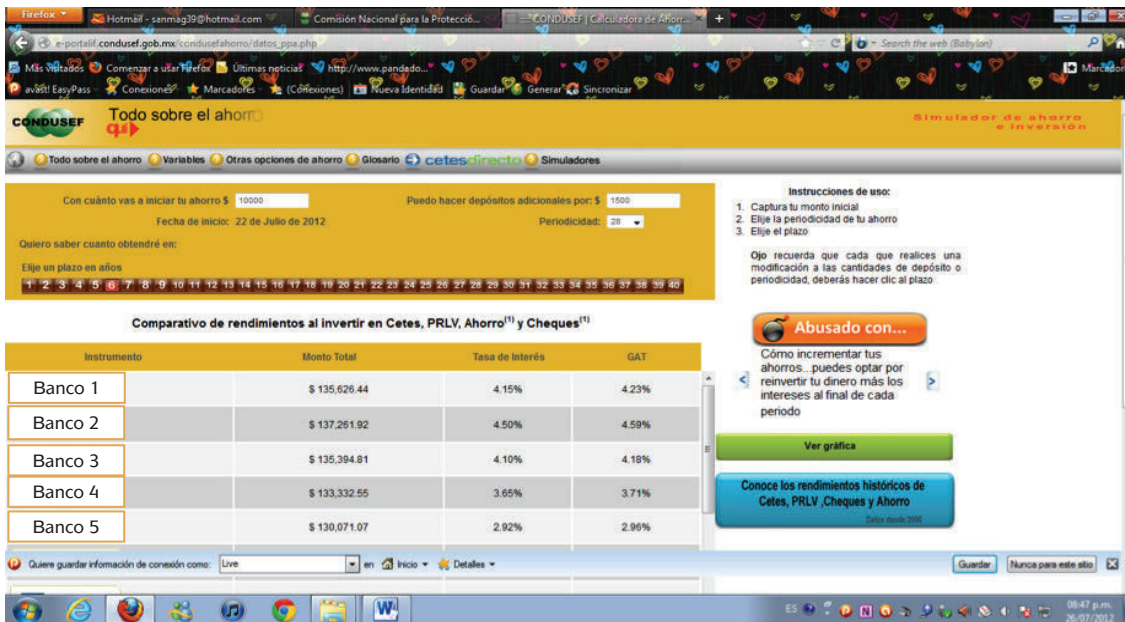 Firefox
Hotmail - sanmag39@hotmail.com
Comisión Nacional para la Protecció...
CONDUSEF | Calculadora de Ahorr...
e-portalif.condusef.gob.mx/condusefahorro/datos_ppa.php
Search the web (Babylon)
Más visitados Comenzar a usar Firefox Últimas noticias http://www.pandado... Marcadores
avast! EasyPass Conexiones Marcadores (Conexiones) Nueva Identidad Guardar Generar Sincronizar
CONDUSEF
Todo sobre el ahorro
qui
Simulador de ahorro
e inversión
Todo sobre el ahorro Variables Otras opciones de ahorro Glosario cetesdirecto Simuladores
Con cuánto vas a iniciar tu ahorro $ 10000 Puedo hacer depósitos adicionales por: $ 1500
Fecha de inicio: 22 de Julio de 2012 Periodicidad: 28
Quiero saber cuanto obtendré en:
Elije un plazo en años
1 2 3 4 5 6 7 8 9 10 11 12 13 14 15 16 17 18 19 20 21 22 23 24 25 26 27 28 29 30 31 32 33 34 35 36 37 38 39 40
Instrucciones de uso:
1. Captura tu monto inicial
2. Elije la periodicidad de tu ahorro
3. Elije el plazo
Ojo recuerda que cada que realices una
modificación a las cantidades de depósito o
periodicidad, deberás hacer clic al plazo
Comparativo de rendimientos al invertir en Cetes, PRLV, Ahorro(1) y Cheques(1)
Instrumento Monto Total Tasa de Interés GAT
Banco 1 $ 135,626.44 4.15% 4.23%
Banco 2 $ 137,261.92 4.50% 4.59%
Banco 3 $ 135,394.81 4.10% 4.18%
Banco 4 $ 133,332.55 3.65% 3.71%
Banco 5 $ 130,071.07 2.92% 2.96%
Abusado con...
Cómo incrementar tus
ahorros...puedes optar por
reinvertir tu dinero más los
intereses al final de cada
periodo
Ver gráfica
Conoce los rendimientos históricos de
Cetes, PRLV ,Cheques y Ahorro
Datos desde 2006
Quiere guardar información de conexión como: Live en Inicio Detalles Guardar Nunca para este sitio
ES 08:47 p.m.
26/07/2012